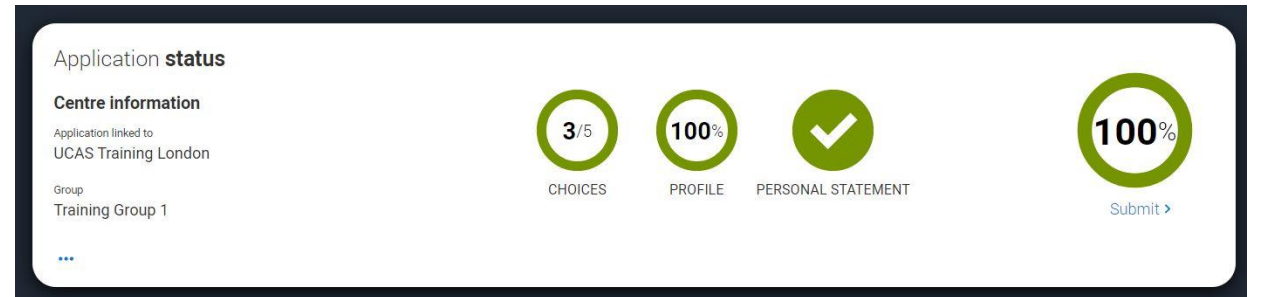 Application status
Centre information
Application linked to
UCAS Training London
Group
Training Group 1
...
3/5
CHOICES
100%
PROFILE
PERSONAL STATEMENT
100%
Submit >